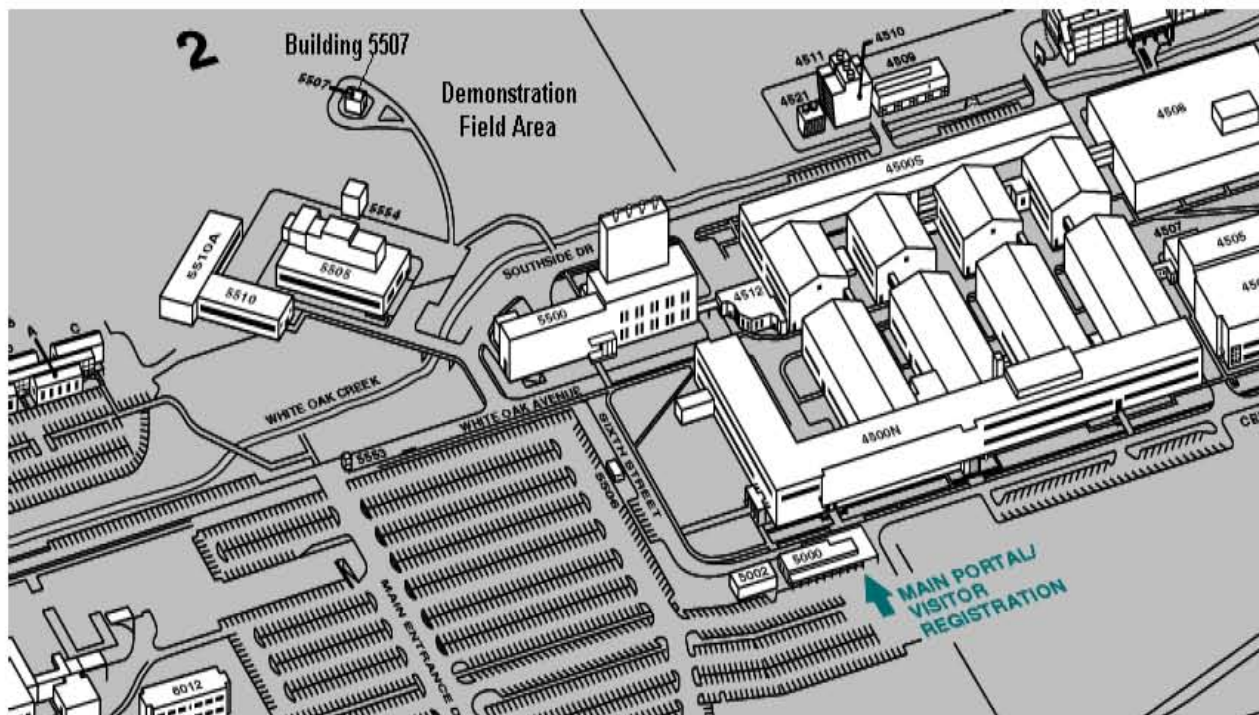 2
Building 5507
5507
Demonstration
Field Area
4511
4510
4509
4521
4508
4500S
5554
5510A
5505
5510
SOUTHSIDE DR
5500
4512
4507
4505
A
C
WHITE OAK CREEK
WHITE OAK AVENUE
5553
SIXTH STREET
5506
4500N
5002
5000
MAIN PORTAL/
VISITOR
REGISTRATION
MAIN ENTRANCE
6012